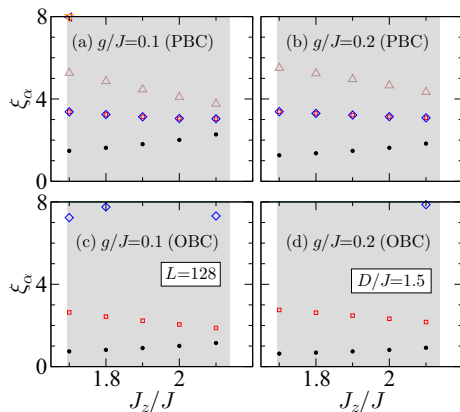 8
(a) g/J=0.1 (PBC)
(b) g/J=0.2 (PBC)
ξα
4
0
8
(c) g/J=0.1 (OBC)
(d) g/J=0.2 (OBC)
L=128
D/J=1.5
ξα
4
0
1.8
2
1.8
2
Jz/J
Jz/J